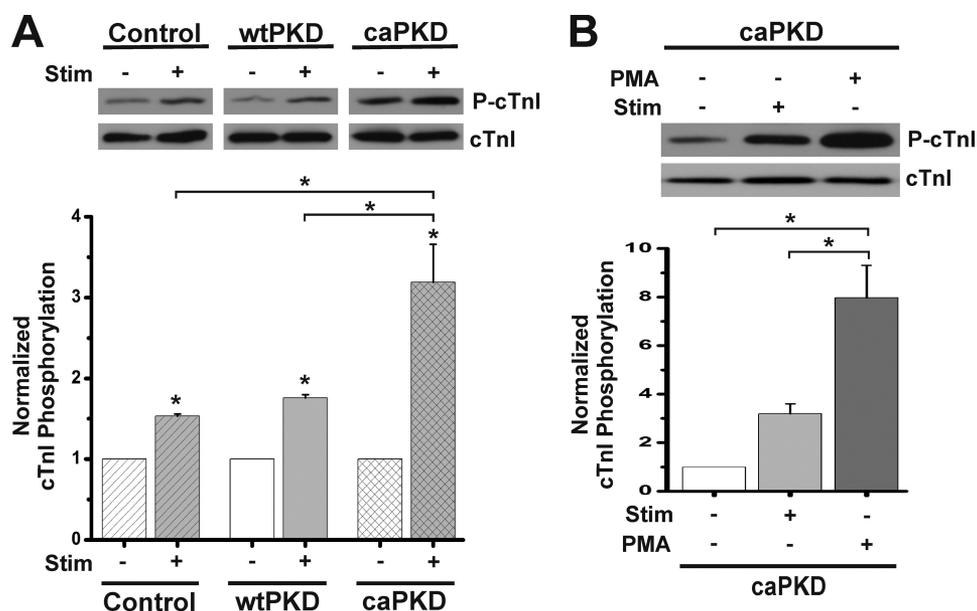 A
Control wtPKD caPKD
Stim - + - + - +
P-cTnI
cTnI
*
*
4
3
2
1
0
Normalized
cTnI Phosphorylation
* * *
Stim - + - + - +
Control wtPKD caPKD
B
caPKD
PMA - - +
Stim - + -
P-cTnI
cTnI
*
*
10
8
6
4
2
0
Normalized
cTnI Phosphorylation
Stim - + -
PMA - - +
caPKD